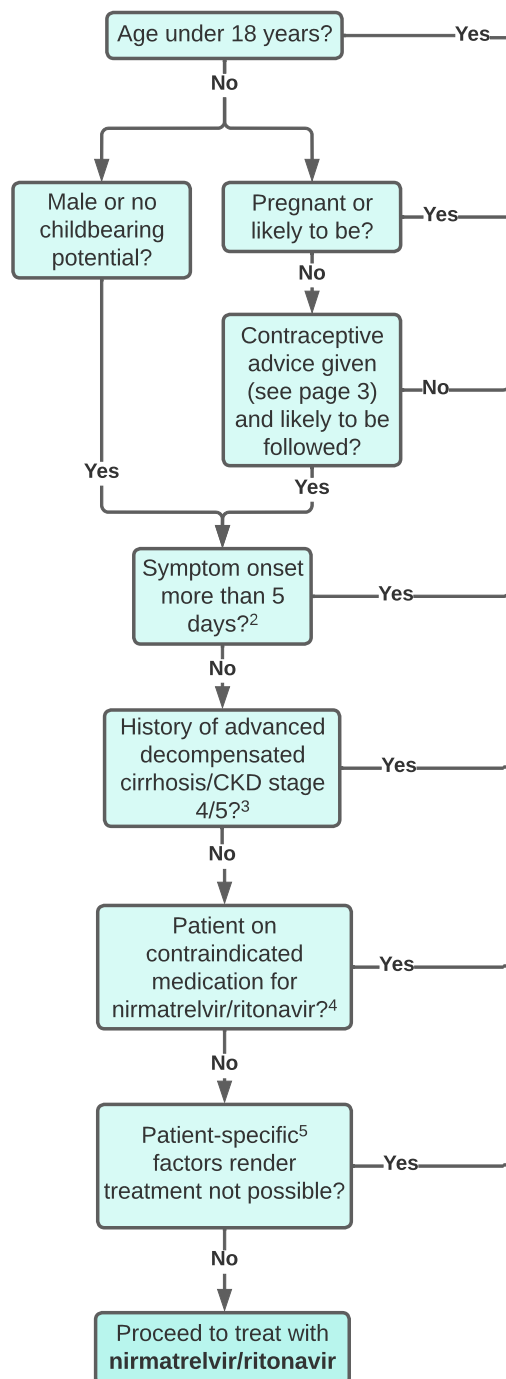 Age under 18 years?
Yes
No
Male or no
childbearing
potential?
Pregnant or
likely to be?
Yes
No
Contraceptive
advice given
(see page 3)
and likely to be
followed?
No
Yes
Yes
Symptom onset
more than 5
days?²
Yes
No
History of advanced
decompensated
cirrhosis/CKD stage
4/5?³
Yes
No
Patient on
contraindicated
medication for
nirmatrelvir/ritonavir?⁴
Yes
No
Patient-specific⁵
factors render
treatment not possible?
Yes
No
Proceed to treat with
nirmatrelvir/ritonavir